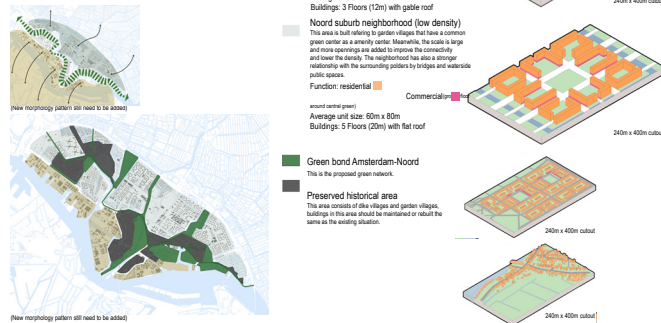 Buildings: 3 Floors (12m) with gable roof
240m x 400m cutout
Noord suburb neighborhood (low density)
This area is built refering to garden villages that have a common
green center as a amenity center. Meanwhile, the scale is large
and more openings are added to improve the connectivity
and lower the density. The neighborhood has also a stronger
relationship with the surrounding polders by bridges and waterside
public spaces.
Function: residential
Commercial
around central green)
Average unit size: 60m x 80m
Buildings: 5 Floors (20m) with flat roof
240m x 400m cutout
(New morphology pattern still need to be added)
Green bond Amsterdam-Noord
This is the proposed green network.
Preserved historical area
This area consists of dike villages and garden villages,
buildings in this area should be maintained or rebuilt the
same as the existing situation.
240m x 400m cutout
240m x 400m cutout
(New morphology pattern still need to be added)